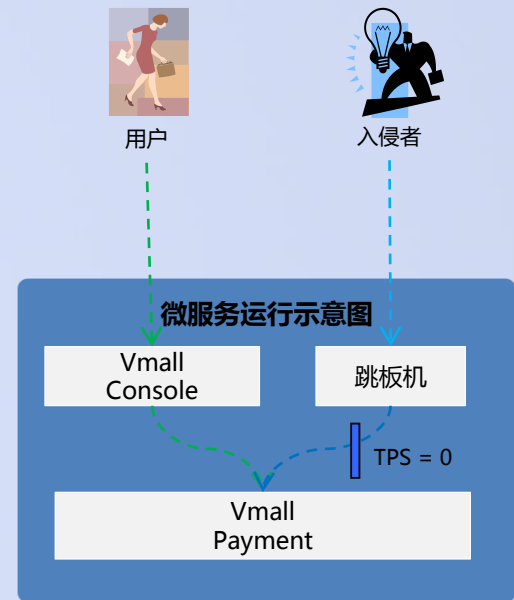 用户
入侵者
微服务运行示意图
Vmall
Console
跳板机
TPS = 0
Vmall
Payment